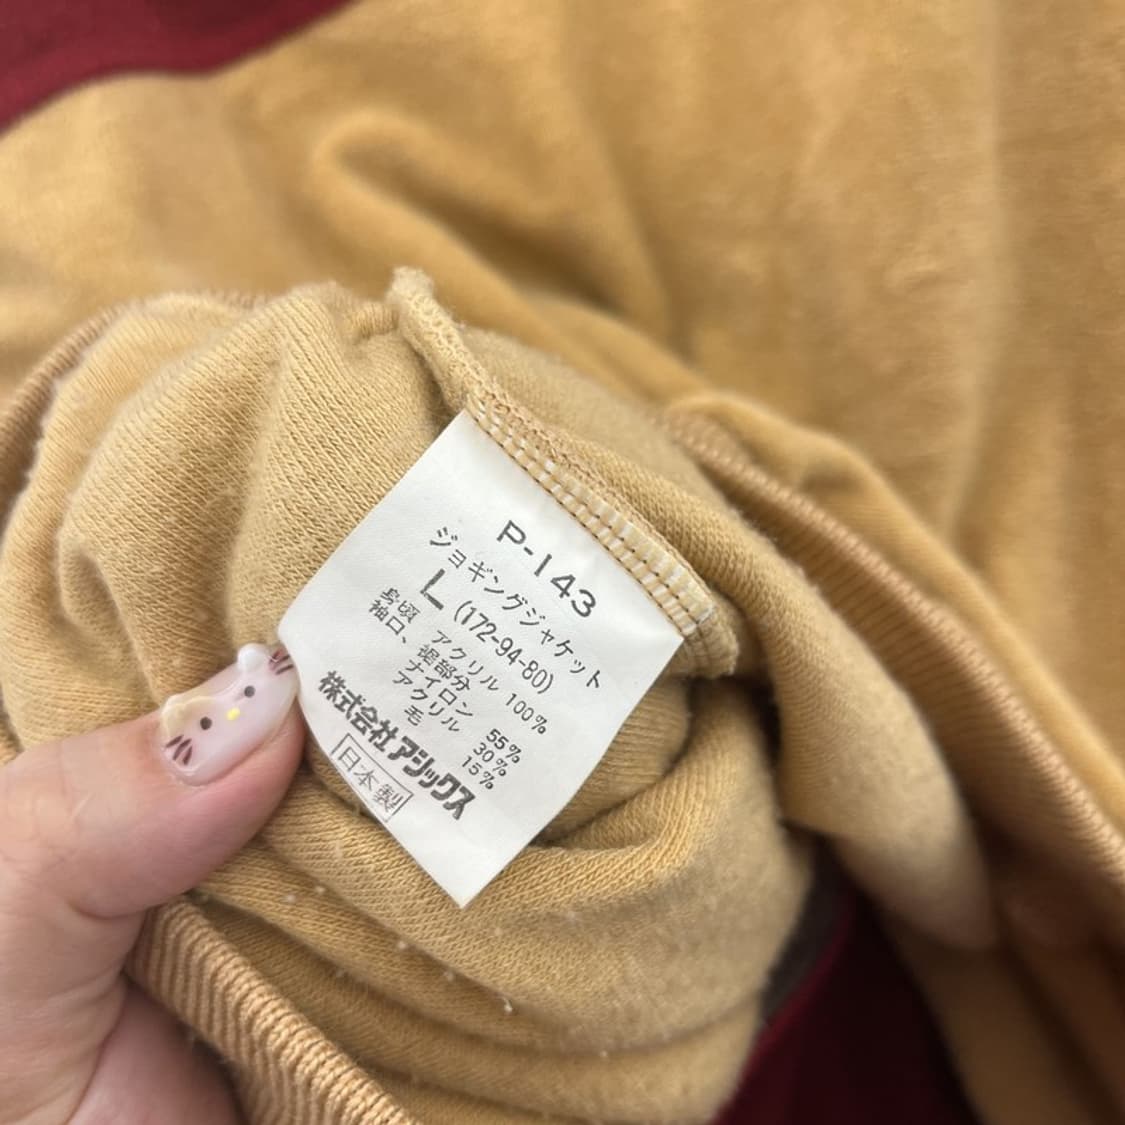 P-143
ジョギングジャケット
L (172-94-80)
身頃 アクリル 100%
袖口、裾部分
ナイロン 55%
アクリル 30%
毛 15%
株式会社アシックス
日本製